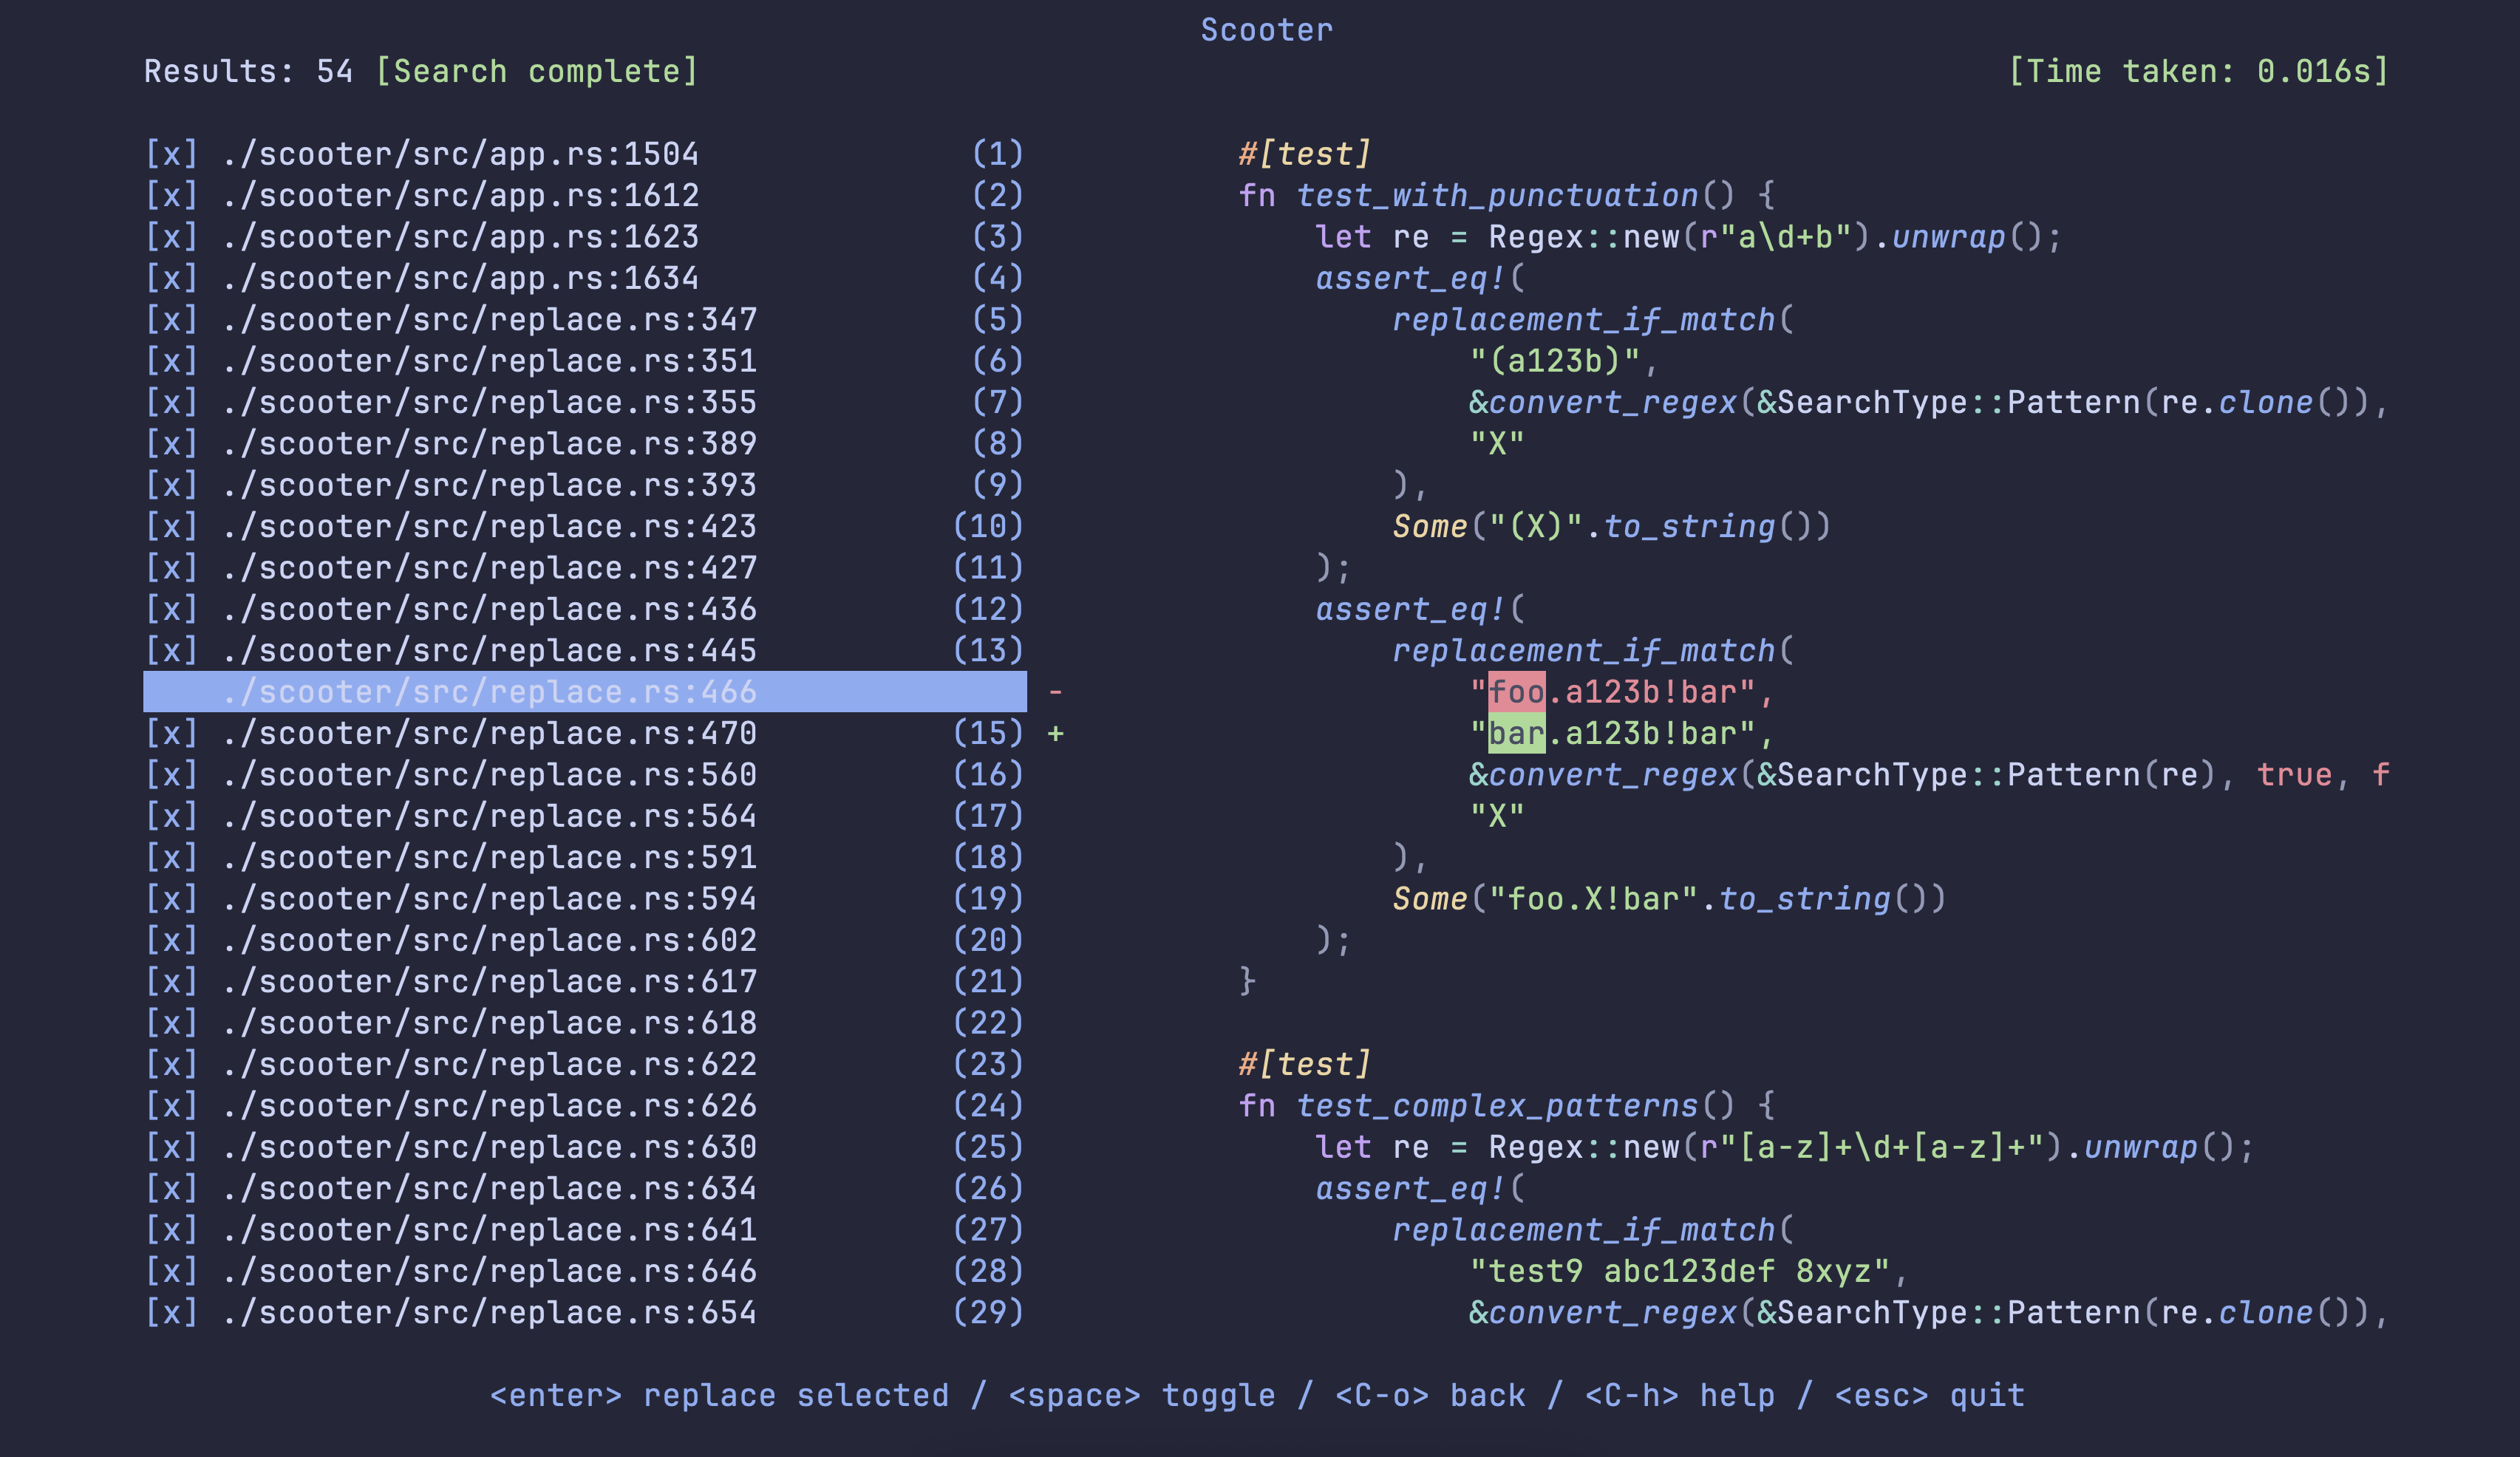 Scooter
Results: 54 [Search complete]
[Time taken: 0.016s]
[x] ./scooter/src/app.rs:1504 (1)
[x] ./scooter/src/app.rs:1612 (2)
[x] ./scooter/src/app.rs:1623 (3)
[x] ./scooter/src/app.rs:1634 (4)
[x] ./scooter/src/replace.rs:347 (5)
[x] ./scooter/src/replace.rs:351 (6)
[x] ./scooter/src/replace.rs:355 (7)
[x] ./scooter/src/replace.rs:389 (8)
[x] ./scooter/src/replace.rs:393 (9)
[x] ./scooter/src/replace.rs:423 (10)
[x] ./scooter/src/replace.rs:427 (11)
[x] ./scooter/src/replace.rs:436 (12)
[x] ./scooter/src/replace.rs:445 (13)
./scooter/src/replace.rs:466
[x] ./scooter/src/replace.rs:470 (15)
[x] ./scooter/src/replace.rs:560 (16)
[x] ./scooter/src/replace.rs:564 (17)
[x] ./scooter/src/replace.rs:591 (18)
[x] ./scooter/src/replace.rs:594 (19)
[x] ./scooter/src/replace.rs:602 (20)
[x] ./scooter/src/replace.rs:617 (21)
[x] ./scooter/src/replace.rs:618 (22)
[x] ./scooter/src/replace.rs:622 (23)
[x] ./scooter/src/replace.rs:626 (24)
[x] ./scooter/src/replace.rs:630 (25)
[x] ./scooter/src/replace.rs:634 (26)
[x] ./scooter/src/replace.rs:641 (27)
[x] ./scooter/src/replace.rs:646 (28)
[x] ./scooter/src/replace.rs:654 (29)
#[test]
fn test_with_punctuation() {
    let re = Regex::new(r"a\d+b").unwrap();
    assert_eq!(
        replacement_if_match(
            "(a123b)",
            &convert_regex(&SearchType::Pattern(re.clone()),
            "X"
        ),
        Some("(X)".to_string())
    );
    assert_eq!(
        replacement_if_match(
-           "foo.a123b!bar",
+           "bar.a123b!bar",
            &convert_regex(&SearchType::Pattern(re), true, f
            "X"
        ),
        Some("foo.X!bar".to_string())
    );
}
#[test]
fn test_complex_patterns() {
    let re = Regex::new(r"[a-z]+\d+[a-z]+").unwrap();
    assert_eq!(
        replacement_if_match(
            "test9 abc123def 8xyz",
            &convert_regex(&SearchType::Pattern(re.clone()),
<enter> replace selected / <space> toggle / <C-o> back / <C-h> help / <esc> quit